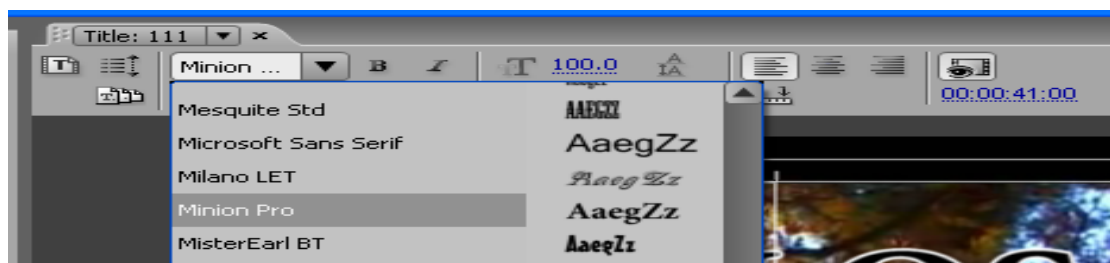 Title: 111
Minion ... B I T 100.0
00:00:41:00
Mesquite Std AAEGZZ
Microsoft Sans Serif AaegZz
Milano LET AaegZz
Minion Pro AaegZz
MisterEarl BT AaegZz